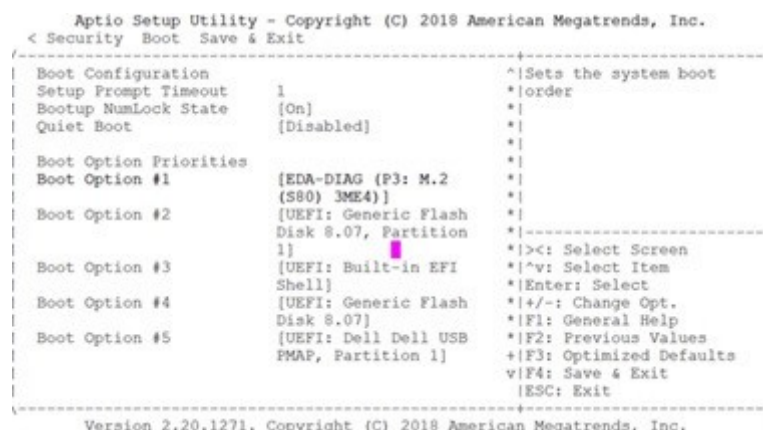 Aptio Setup Utility - Copyright (C) 2018 American Megatrends, Inc.
< Security Boot Save & Exit
Boot Configuration ^|Sets the system boot
Setup Prompt Timeout 1 *|order
Bootup NumLock State [On] *|
Quiet Boot [Disabled] *|
*|
Boot Option Priorities *|
Boot Option #1 [EDA-DIAG (P3: M.2 *|
(S80) 3ME4)] *|
Boot Option #2 [UEFI: Generic Flash *|
Disk 8.07, Partition *|
1] *|><: Select Screen
Boot Option #3 [UEFI: Built-in EFI *|^v: Select Item
Shell] *|Enter: Select
Boot Option #4 [UEFI: Generic Flash *|+/-: Change Opt.
Disk 8.07] *|F1: General Help
Boot Option #5 [UEFI: Dell Dell USB *|F2: Previous Values
PMAP, Partition 1] +|F3: Optimized Defaults
v|F4: Save & Exit
|ESC: Exit
Version 2.20.1271. Copyright (C) 2018 American Megatrends, Inc.